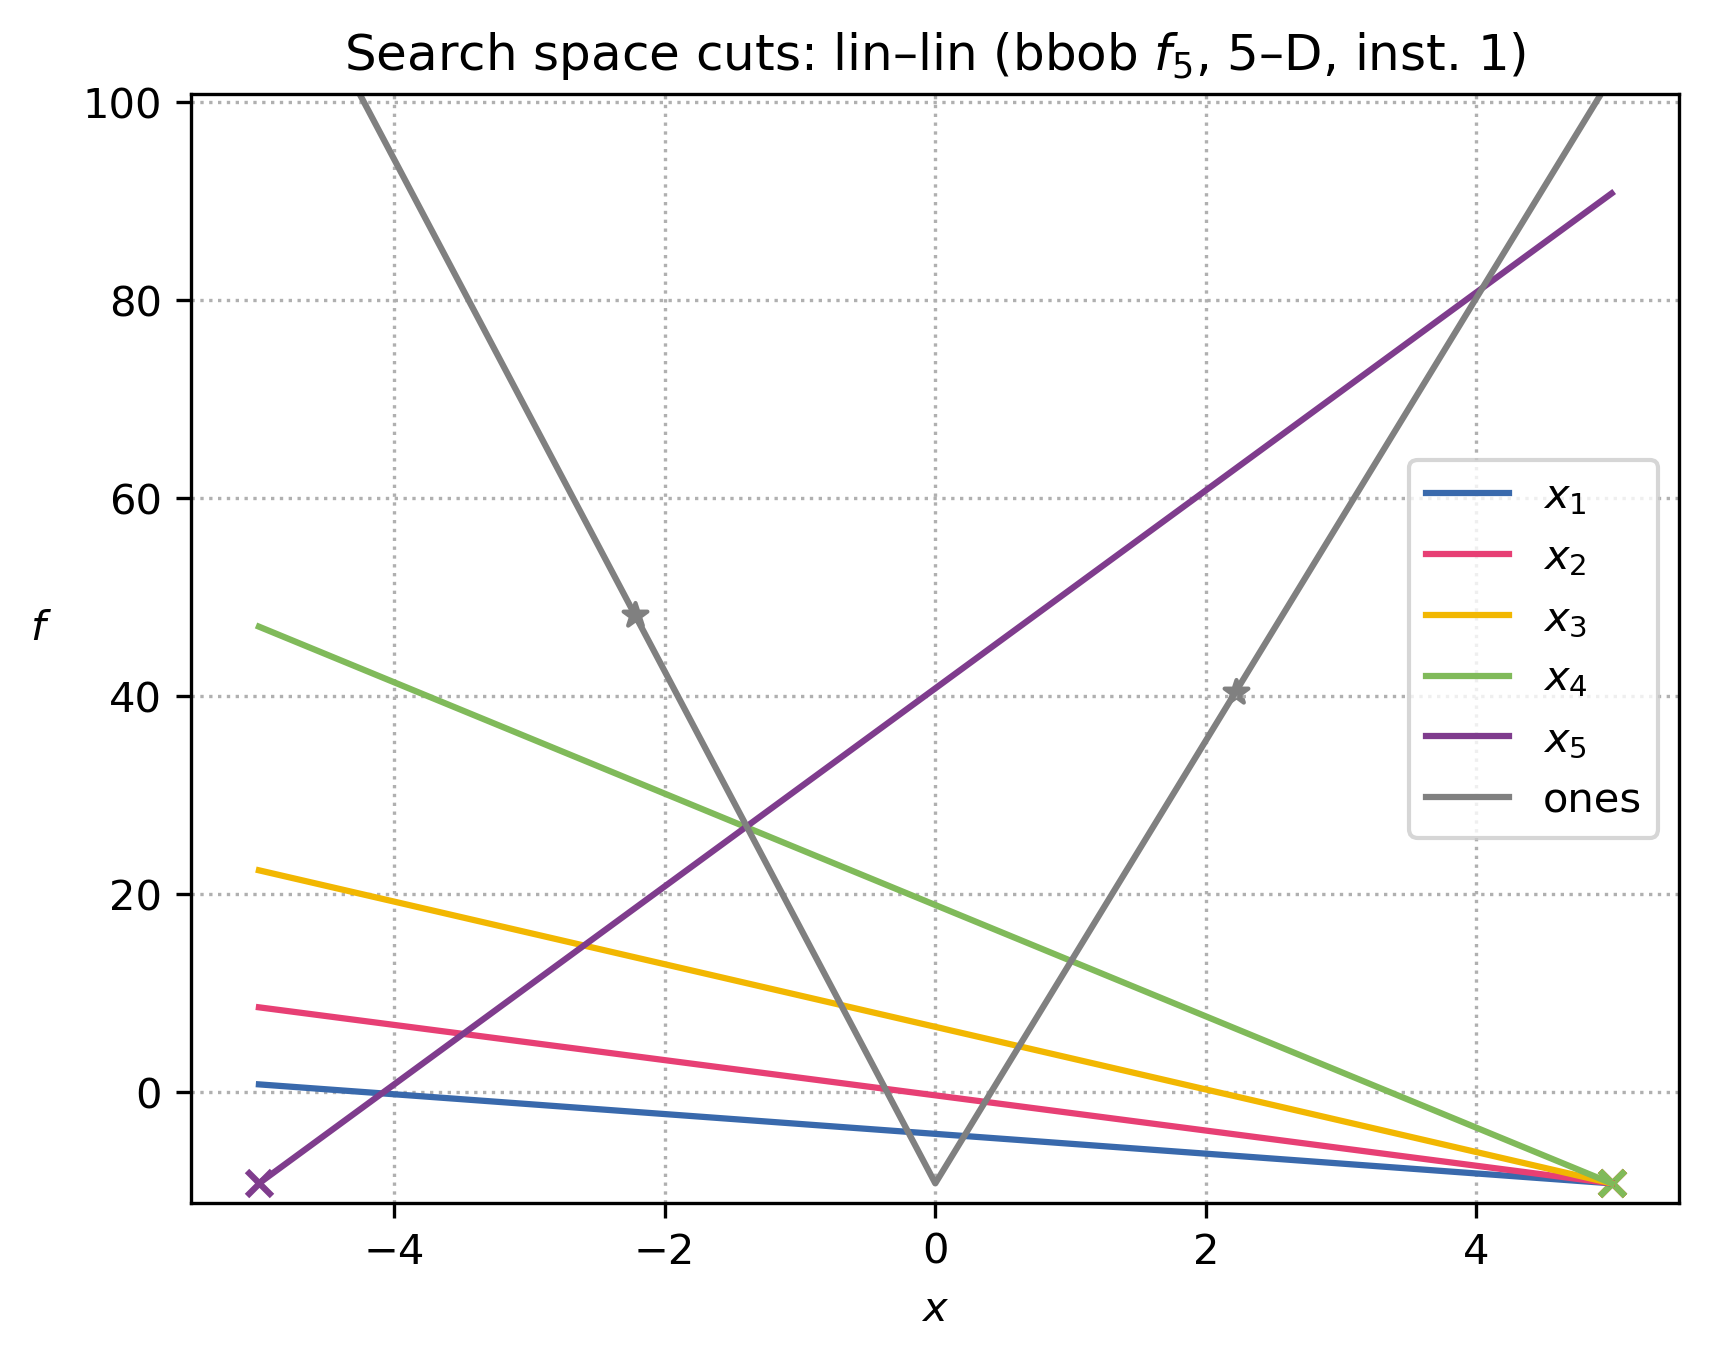 Search space cuts: lin–lin (bbob f₅, 5–D, inst. 1)
100
80
60
40
20
0
f
x₁
x₂
x₃
x₄
x₅
ones
−4 −2 0 2 4
x